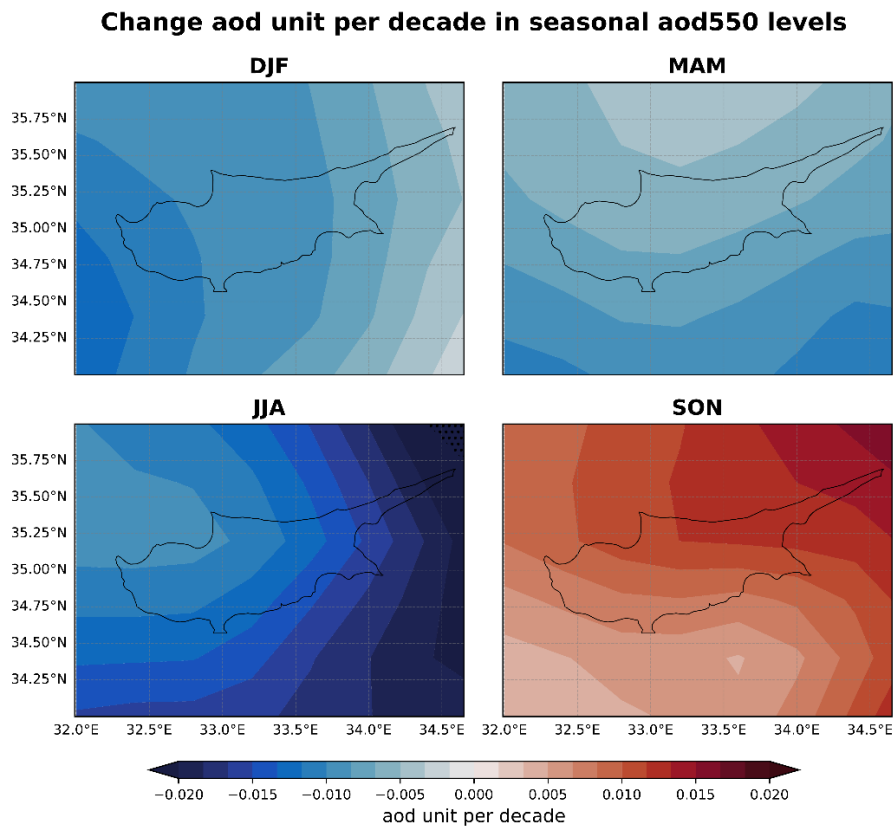 Change aod unit per decade in seasonal aod550 levels
DJF
MAM
35.75°N
35.50°N
35.25°N
35.00°N
34.75°N
34.50°N
34.25°N
JJA
SON
35.75°N
35.50°N
35.25°N
35.00°N
34.75°N
34.50°N
34.25°N
32.0°E 32.5°E 33.0°E 33.5°E 34.0°E 34.5°E 32.0°E 32.5°E 33.0°E 33.5°E 34.0°E 34.5°E
−0.020 −0.015 −0.010 −0.005 0.000 0.005 0.010 0.015 0.020
aod unit per decade